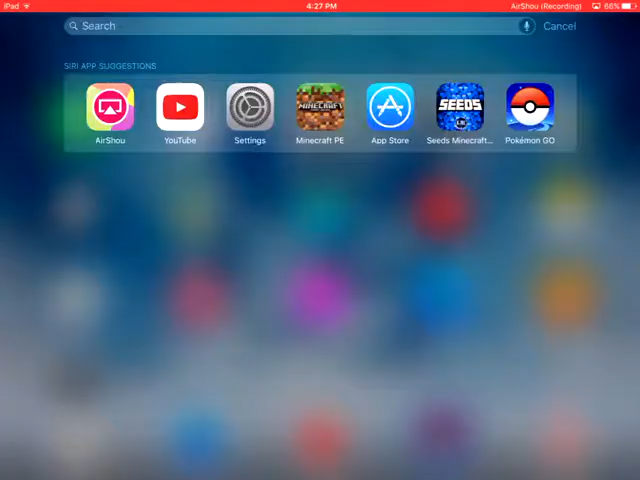 iPad 4:27 PM AirShou (Recording) 66%
Search Cancel
SIRI APP SUGGESTIONS
MINECRAFT SEEDS
AirShou YouTube Settings Minecraft PE App Store Seeds Minecraft... Pokémon GO